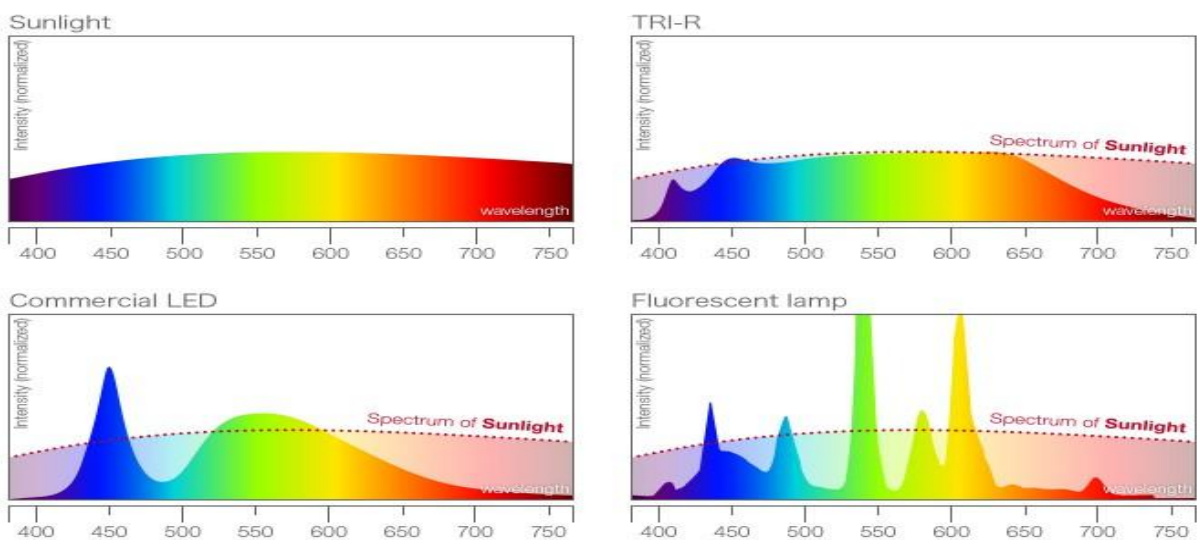 Sunlight
Intensity (normalized)
wavelength
400 450 500 550 600 650 700 750
TRI-R
Intensity (normalized)
Spectrum of Sunlight
wavelength
400 450 500 550 600 650 700 750
Commercial LED
Intensity (normalized)
Spectrum of Sunlight
wavelength
400 450 500 550 600 650 700 750
Fluorescent lamp
Intensity (normalized)
Spectrum of Sunlight
wavelength
400 450 500 550 600 650 700 750